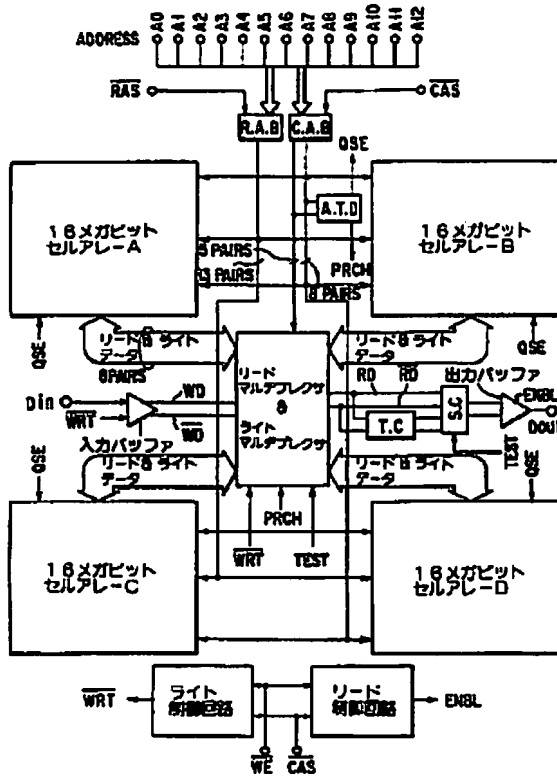 ADDRESS A0 A1 A2 A3 A4 A5 A6 A7 A8 A9 A10 A11 A12
RAS
CAS
R.A.B
C.A.B
QSE
A.T.D
PRCH
16メガビット
セルアレーA
16メガビット
セルアレーB
5 PAIRS
13 PAIRS
8 PAIRS
QSE
リード&ライト
データ
8PAIRS
リード&ライト
データ
QSE
Din
WRT
WD
WD
入力バッファ
リード
マルチプレクサ
&
ライト
マルチプレクサ
RD
RD
T.C
S.C
出力バッファ
ENBL
Dout
TEST
QSE
リード&ライト
データ
リード&ライト
データ
QSE
PRCH
WRT
TEST
16メガビット
セルアレーC
16メガビット
セルアレーD
WRT
ライト
制御回路
リード
制御回路
ENBL
WE
CAS